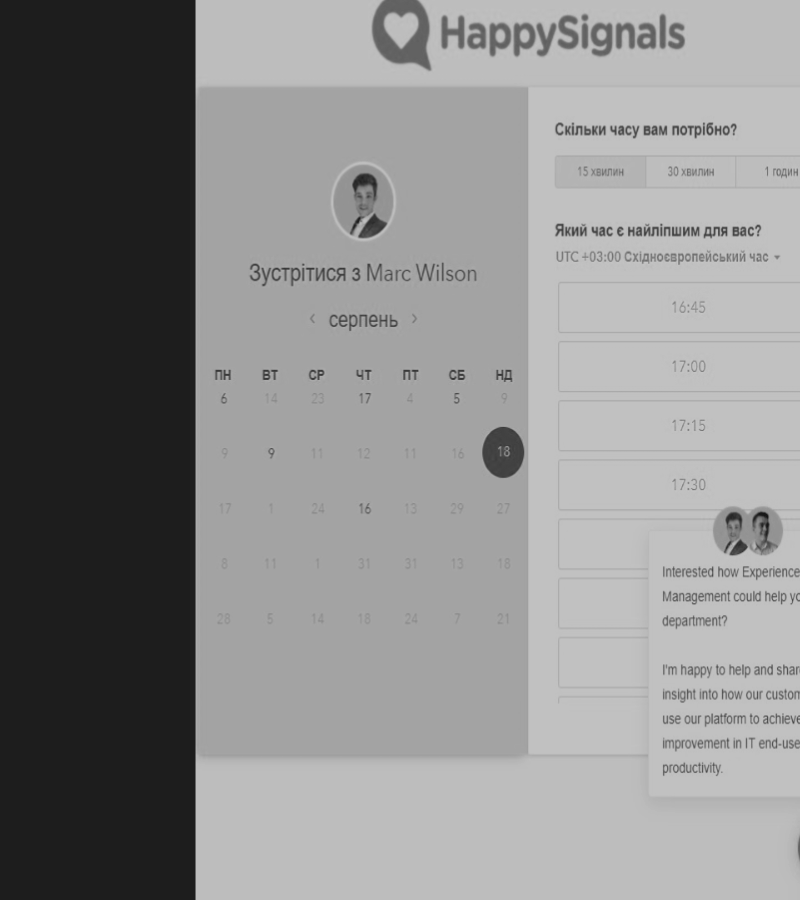 HappySignals
Зустрітися з Marc Wilson
серпень
ПН ВТ СР ЧТ ПТ СБ НД
6 14 23 17 4 5 9
9 9 11 12 11 16 18
17 1 24 16 13 29 27
8 11 1 31 31 13 18
28 5 14 18 24 7 21
Скільки часу вам потрібно?
15 хвилин 30 хвилин 1 годин
Який час є найліпшим для вас?
UTC +03:00 Східноєвропейський час
16:45
17:00
17:15
17:30
Interested how Experience
Management could help yo
department?
I'm happy to help and share
insight into how our custom
use our platform to achieve
improvement in IT end-use
productivity.